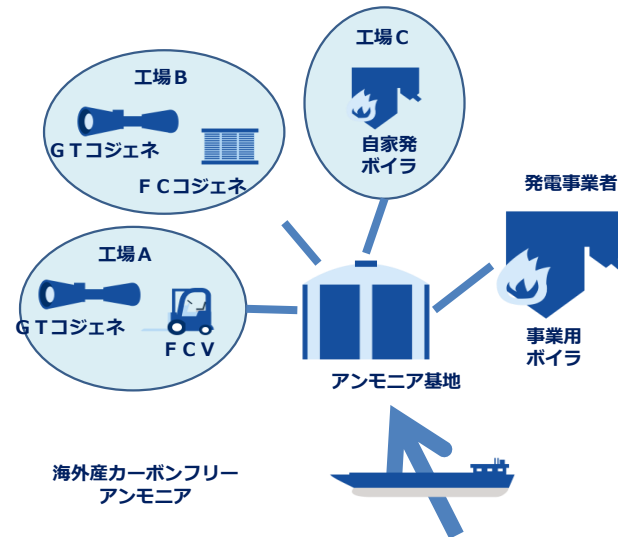 工場C
自家発
ボイラ
工場B
GTコジェネ
FCコジェネ
発電事業者
事業用
ボイラ
工場A
GTコジェネ
FCV
アンモニア基地
海外産カーボンフリー
アンモニア